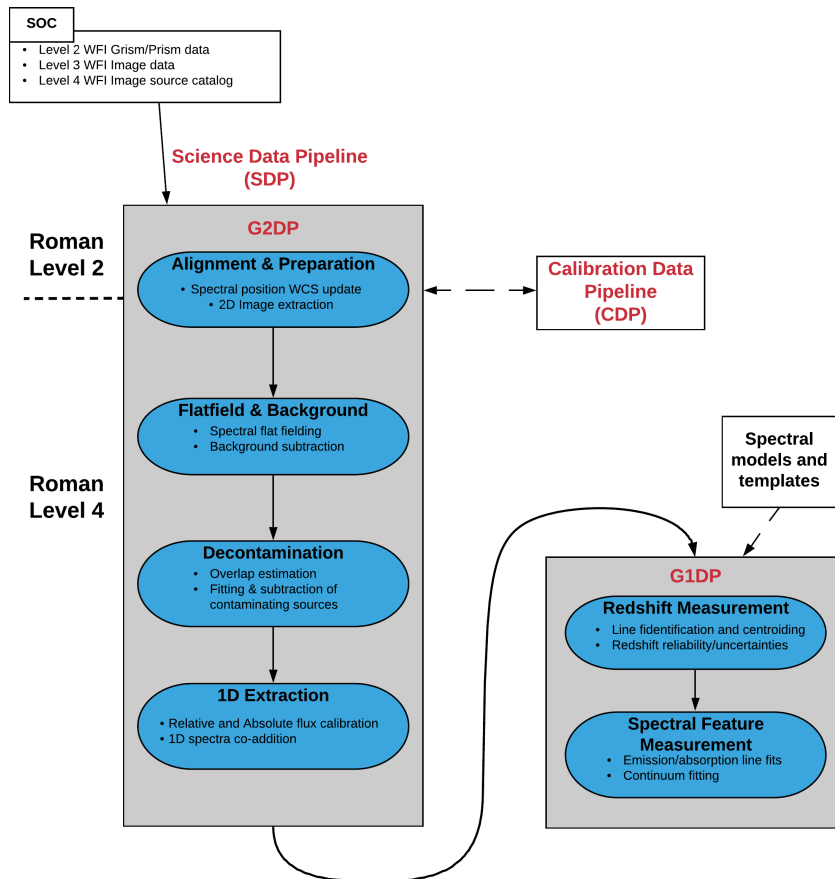 SOC
• Level 2 WFI Grism/Prism data
• Level 3 WFI Image data
• Level 4 WFI Image source catalog
Science Data Pipeline
(SDP)
Roman
Level 2
G2DP
Alignment & Preparation
• Spectral position WCS update
• 2D Image extraction
Calibration Data
Pipeline
(CDP)
Flatfield & Background
• Spectral flat fielding
• Background subtraction
Roman
Level 4
Decontamination
• Overlap estimation
• Fitting & subtraction of
contaminating sources
1D Extraction
• Relative and Absolute flux calibration
• 1D spectra co-addition
Spectral
models and
templates
G1DP
Redshift Measurement
• Line fidentification and centroiding
• Redshift reliability/uncertainties
Spectral Feature
Measurement
• Emission/absorption line fits
• Continuum fitting